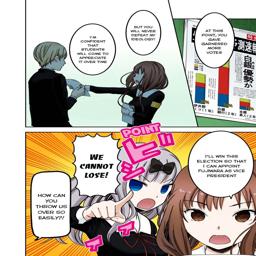 AT THIS
POINT, YOU
GAVE
GARNERED
MORE
VOTES
BUT YOU
WILL NEVER
DEFEAT MY
IDEOLOGY!
I'M
CONFIDENT
THAT
STUDENTS
WILL
COME TO
APPRECIATE
IT OVER TIME
I'LL WIN THIS
ELECTION SO THAT
I CAN APPOINT
FUJIWARA AS VICE
PRESIDENT
POINT
WE
CANNOT
LOSE!
HOW CAN
YOU THROW
US OVER SO
EASILY?!